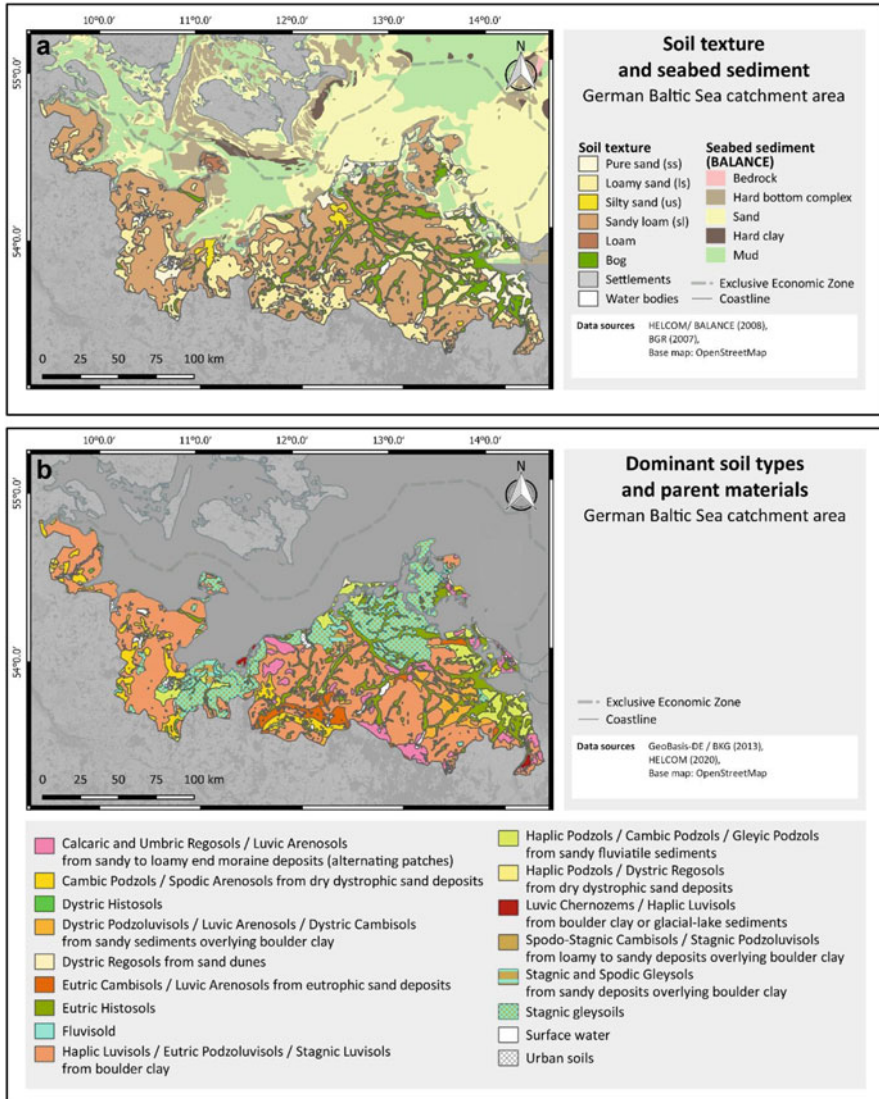 10°0.0' 11°0.0' 12°0.0' 13°0.0' 14°0.0'
a
N
55°0.0'
54°0.0'
0 25 50 75 100 km
Soil texture
and seabed sediment
German Baltic Sea catchment area
Soil texture
Pure sand (ss)
Loamy sand (ls)
Silty sand (us)
Sandy loam (sl)
Loam
Bog
Settlements
Water bodies
Seabed sediment
(BALANCE)
Bedrock
Hard bottom complex
Sand
Hard clay
Mud
Exclusive Economic Zone
Coastline
Data sources HELCOM/ BALANCE (2008),
BGR (2007),
Base map: OpenStreetMap
10°0.0' 11°0.0' 12°0.0' 13°0.0' 14°0.0'
b
N
55°0.0'
54°0.0'
0 25 50 75 100 km
Dominant soil types
and parent materials
German Baltic Sea catchment area
Exclusive Economic Zone
Coastline
Data sources GeoBasis-DE / BKG (2013),
HELCOM (2020),
Base map: OpenStreetMap
Calcaric and Umbric Regosols / Luvic Arenosols
from sandy to loamy end moraine deposits (alternating patches)
Cambic Podzols / Spodic Arenosols from dry dystrophic sand deposits
Dystric Histosols
Dystric Podzoluvisols / Luvic Arenosols / Dystric Cambisols
from sandy sediments overlying boulder clay
Dystric Regosols from sand dunes
Eutric Cambisols / Luvic Arenosols from eutrophic sand deposits
Eutric Histosols
Fluvisold
Haplic Luvisols / Eutric Podzoluvisols / Stagnic Luvisols
from boulder clay
Haplic Podzols / Cambic Podzols / Gleyic Podzols
from sandy fluviatile sediments
Haplic Podzols / Dystric Regosols
from dry dystrophic sand deposits
Luvic Chernozems / Haplic Luvisols
from boulder clay or glacial-lake sediments
Spodo-Stagnic Cambisols / Stagnic Podzoluvisols
from loamy to sandy deposits overlying boulder clay
Stagnic and Spodic Gleysols
from sandy deposits overlying boulder clay
Stagnic gleysoils
Surface water
Urban soils